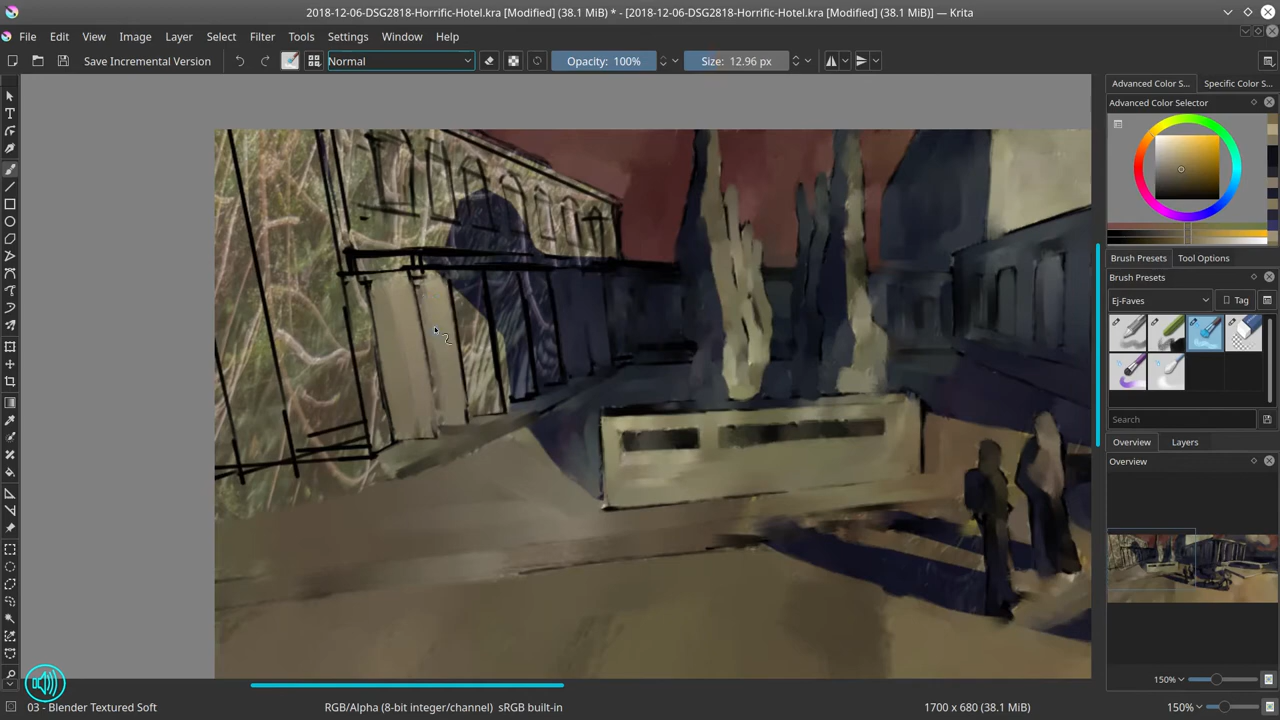 2018-12-06-DSG2818-Horrific-Hotel.kra [Modified] (38.1 MiB) * - [2018-12-06-DSG2818-Horrific-Hotel.kra [Modified] (38.1 MiB)] — Krita
File Edit View Image Layer Select Filter Tools Settings Window Help
Save Incremental Version Normal Opacity: 100% Size: 12.96 px
Advanced Color S... Specific Color S...
Advanced Color Selector
Brush Presets Tool Options
Brush Presets
Ej-Faves Tag
Search
Overview Layers
Overview
150%
03 - Blender Textured Soft RGB/Alpha (8-bit integer/channel) sRGB built-in 1700 x 680 (38.1 MiB) 150%